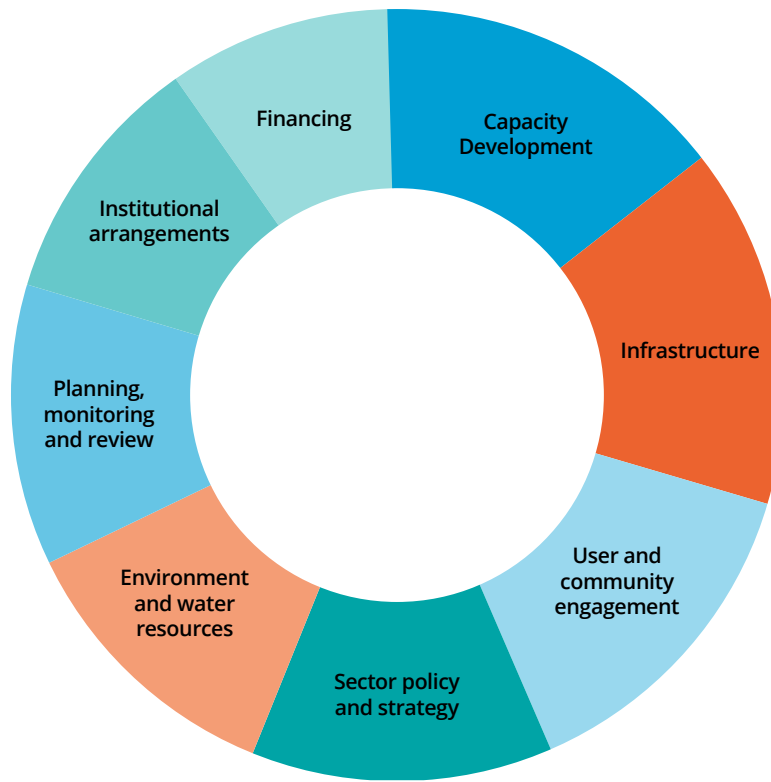 Financing
Capacity
Development
Institutional
arrangements
Infrastructure
Planning,
monitoring
and review
User and
community
engagement
Environment
and water
resources
Sector policy
and strategy